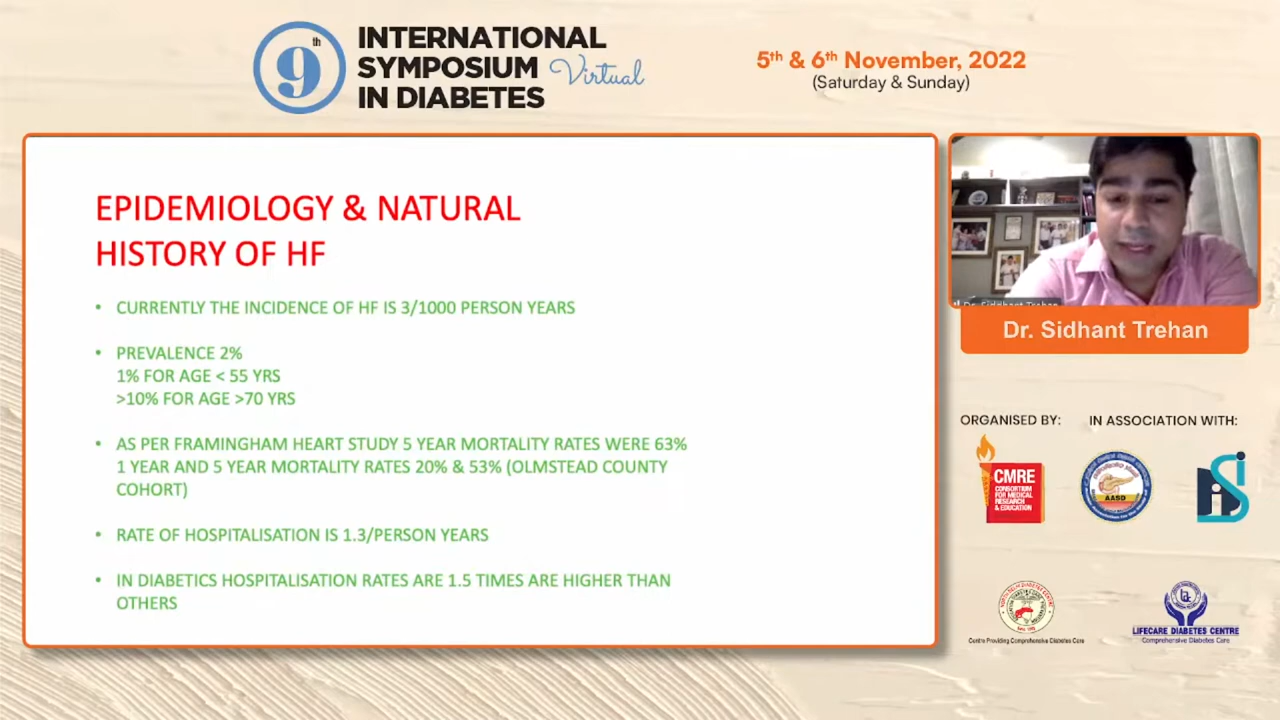 9th
INTERNATIONAL
SYMPOSIUM Virtual
IN DIABETES
5th & 6th November, 2022
(Saturday & Sunday)
EPIDEMIOLOGY & NATURAL
HISTORY OF HF
• CURRENTLY THE INCIDENCE OF HF IS 3/1000 PERSON YEARS
• PREVALENCE 2%
1% FOR AGE < 55 YRS
>10% FOR AGE >70 YRS
• AS PER FRAMINGHAM HEART STUDY 5 YEAR MORTALITY RATES WERE 63%
1 YEAR AND 5 YEAR MORTALITY RATES 20% & 53% (OLMSTEAD COUNTY
COHORT)
• RATE OF HOSPITALISATION IS 1.3/PERSON YEARS
• IN DIABETICS HOSPITALISATION RATES ARE 1.5 TIMES ARE HIGHER THAN
OTHERS
Dr. Siddhant Trehan
Dr. Sidhant Trehan
ORGANISED BY:
IN ASSOCIATION WITH:
CMRE
CONSORTIUM
FOR MEDICAL
RESEARCH
& EDUCATION
AASD
Centre Providing Comprehensive Diabetes Care
LIFECARE DIABETES CENTRE
Comprehensive Diabetes Care